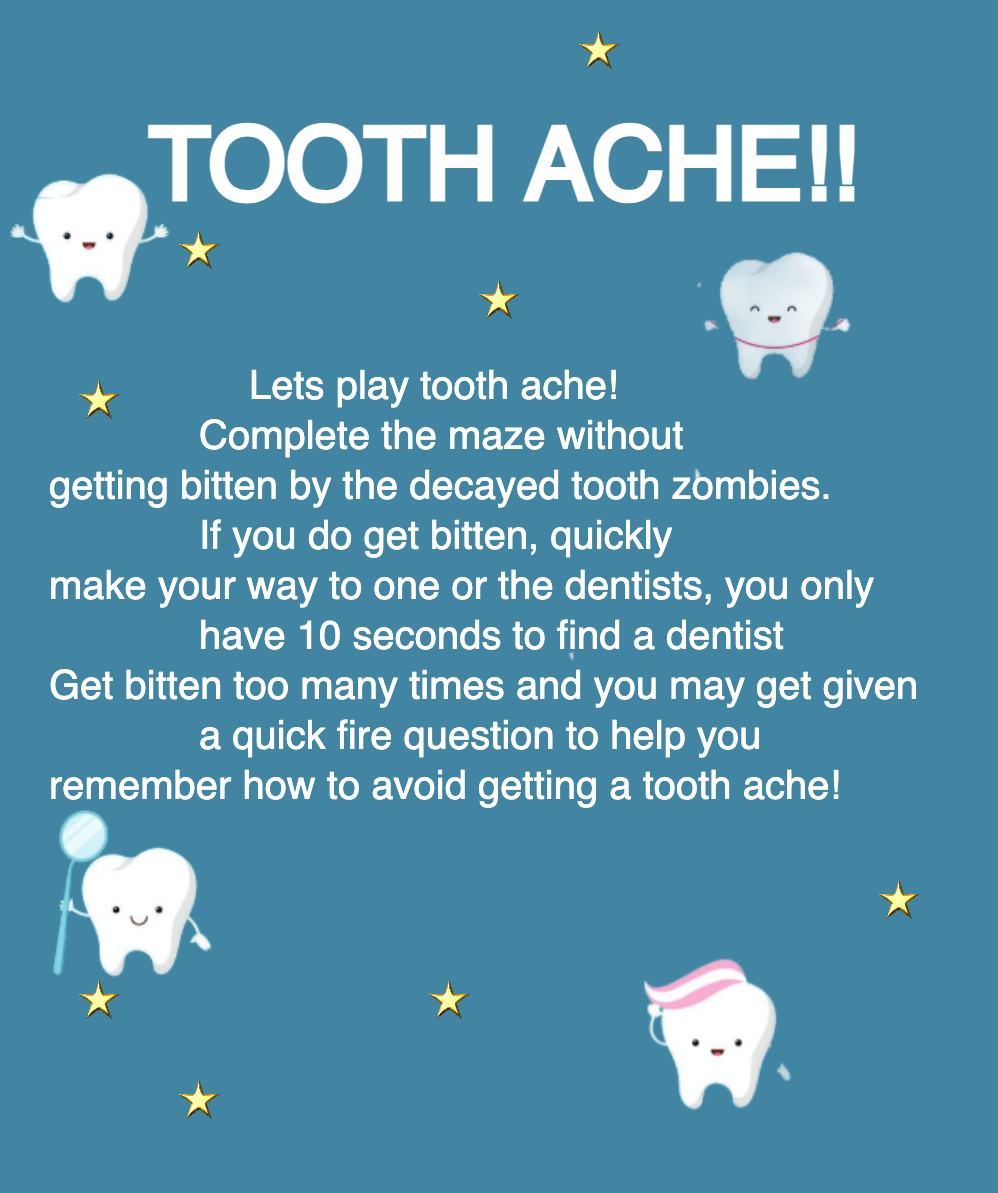 TOOTH ACHE!!
Lets play tooth ache!
Complete the maze without
getting bitten by the decayed tooth zombies.
If you do get bitten, quickly
make your way to one or the dentists, you only
have 10 seconds to find a dentist
Get bitten too many times and you may get given
a quick fire question to help you
remember how to avoid getting a tooth ache!